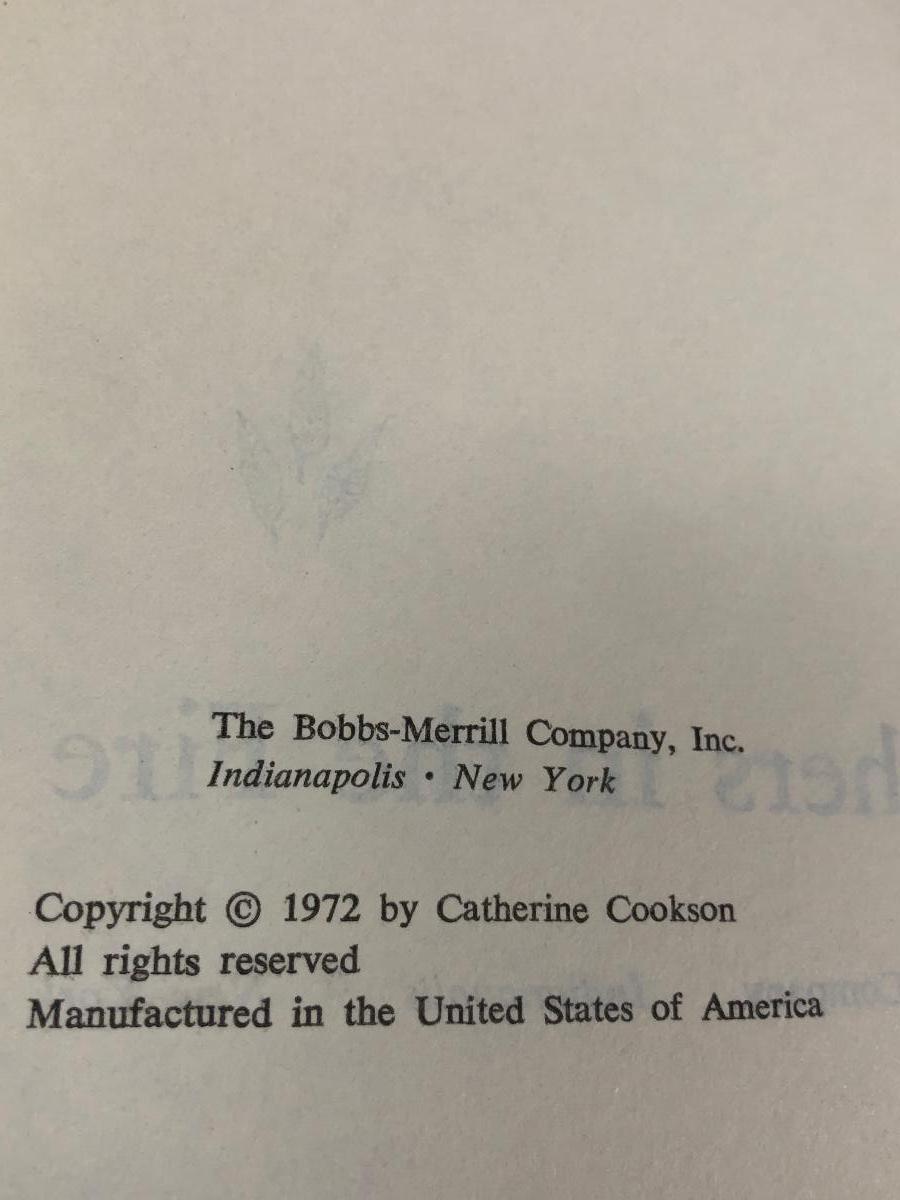 The Bobbs-Merrill Company, Inc.
Indianapolis • New York
Copyright © 1972 by Catherine Cookson
All rights reserved
Manufactured in the United States of America